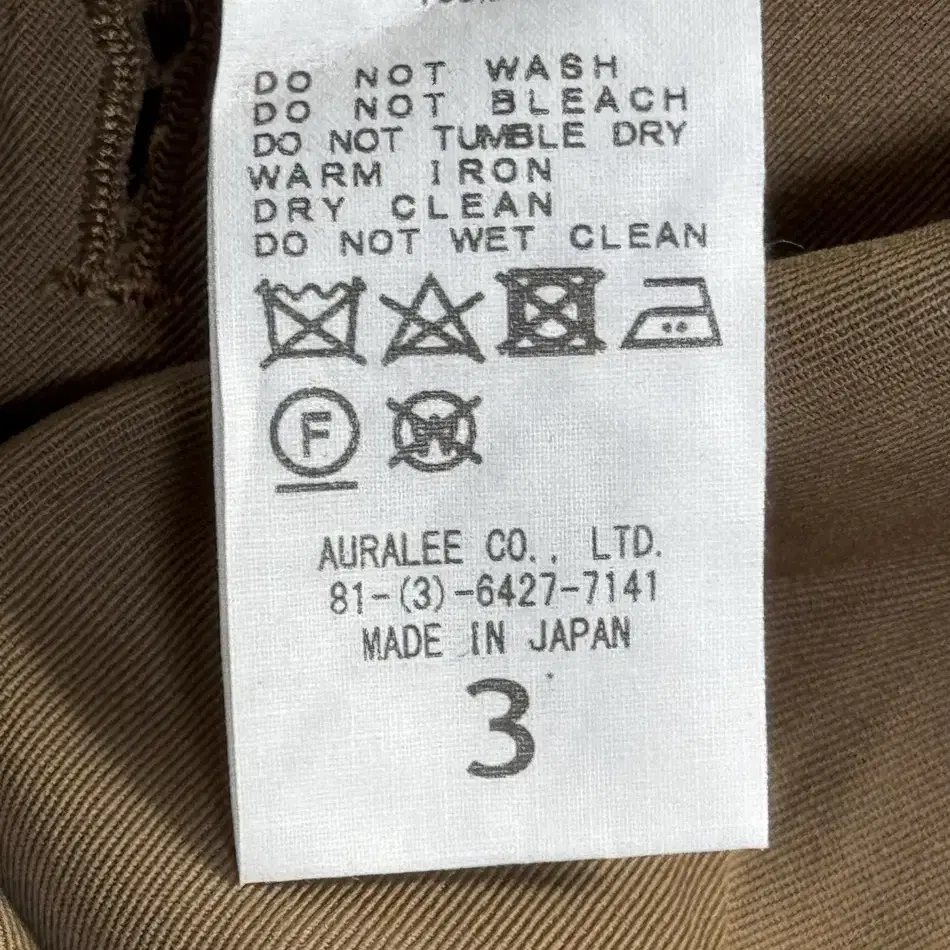 DO NOT WASH
DO NOT BLEACH
DO NOT TUMBLE DRY
WARM IRON
DRY CLEAN
DO NOT WET CLEAN
F W
AURALEE CO., LTD.
81-(3)-6427-7141
MADE IN JAPAN
3